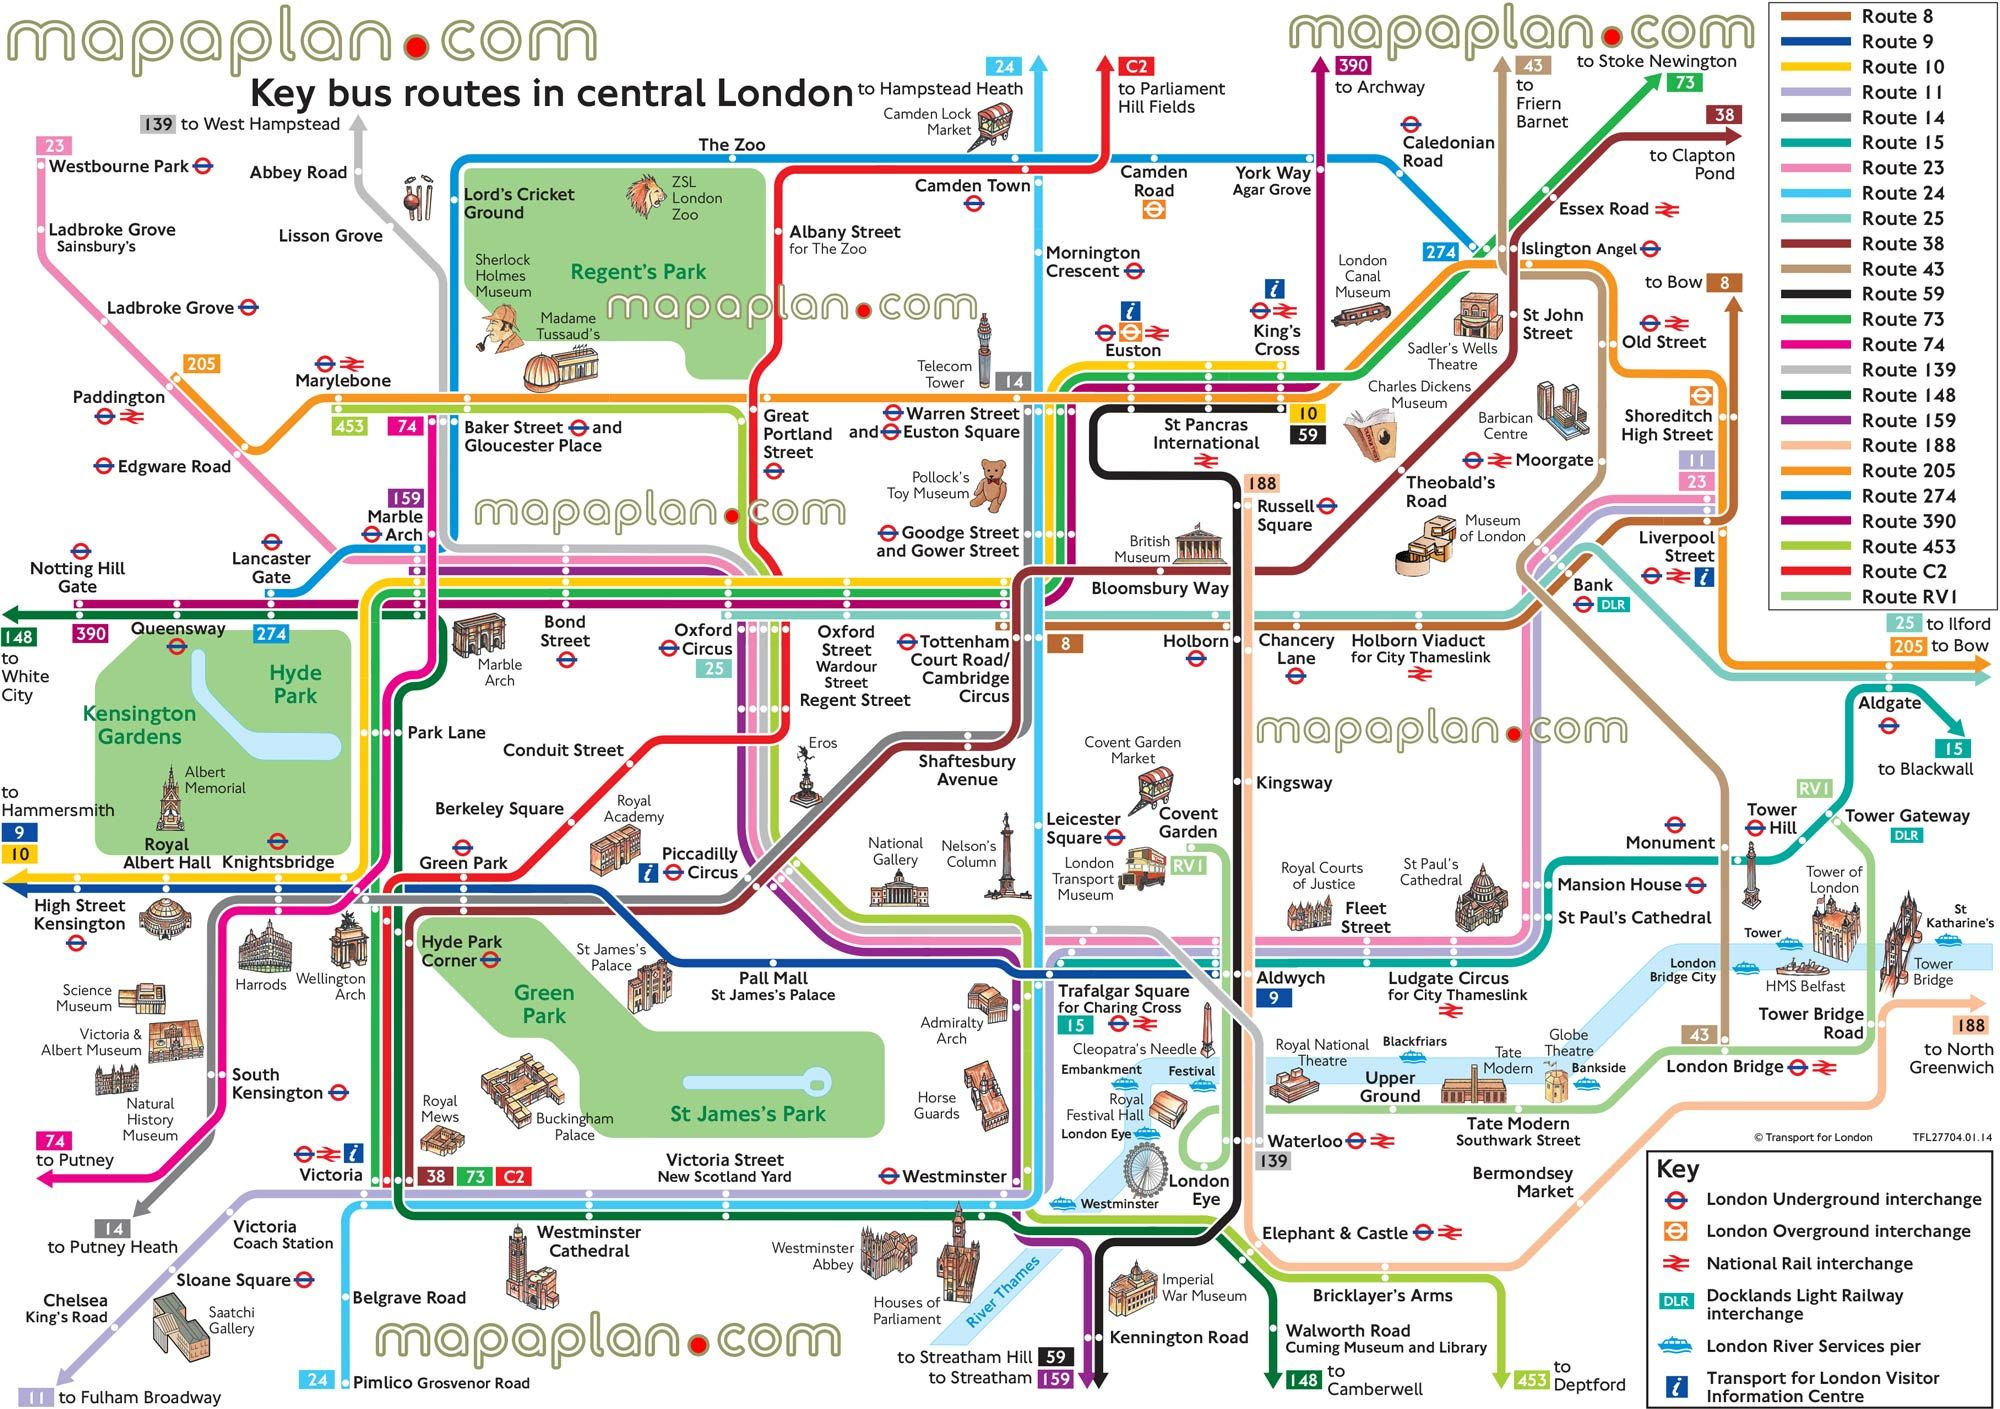 mapaplan.com
mapaplan.com
Key bus routes in central London
24
to Hampstead Heath
C2
to Parliament
Hill Fields
390
to Archway
43
to
Friern
Barnet
to Stoke Newington
73
38
to Clapton
Pond
Route 8
Route 9
Route 10
Route 11
Route 14
Route 15
Route 23
Route 24
Route 25
Route 38
Route 43
Route 59
Route 73
Route 74
Route 139
Route 148
Route 159
Route 188
Route 205
Route 274
Route 390
Route 453
Route C2
Route RV1
139 to West Hampstead
23
Westbourne Park
Abbey Road
Ladbroke Grove
Sainsbury's
Lisson Grove
Ladbroke Grove
205
Marylebone
Paddington
Edgware Road
453
74
The Zoo
Lord's Cricket
Ground
ZSL
London
Zoo
Sherlock
Holmes
Museum
Regent's Park
mapaplan.com
Madame
Tussaud's
Baker Street and
Gloucester Place
Camden Lock
Market
Camden Town
Albany Street
for The Zoo
Camden
Road
York Way
Agar Grove
Caledonian
Road
Mornington
Crescent
Essex Road
274
Islington Angel
London
Canal
Museum
to Bow 8
Euston
King's
Cross
Telecom
Tower
14
Sadler's Wells
Theatre
St John
Street
Old Street
Great
Portland
Street
Warren Street
and Euston Square
St Pancras
International
10
59
Charles Dickens
Museum
Barbican
Centre
Shoreditch
High Street
Pollock's
Toy Museum
Moorgate
11
23
159
Marble
Arch
mapaplan.com
Goodge Street
and Gower Street
188
Russell
Square
Theobald's
Road
Museum
of London
British
Museum
Liverpool
Street
Notting Hill
Gate
Lancaster
Gate
Bloomsbury Way
Bank
DLR
148
to
White
City
390
Queensway
274
Hyde
Park
Kensington
Gardens
Marble
Arch
Bond
Street
Oxford
Circus
25
Oxford
Street
Wardour
Street
Regent Street
Tottenham
Court Road/
Cambridge
Circus
8
Holborn
Chancery
Lane
Holborn Viaduct
for City Thameslink
25 to Ilford
205 to Bow
Aldgate
15
to Blackwall
Park Lane
Conduit Street
Eros
Shaftesbury
Avenue
Covent Garden
Market
mapaplan.com
Kingsway
Albert
Memorial
to
Hammersmith
9
10
Royal
Albert Hall
Knightsbridge
Berkeley Square
Royal
Academy
Green Park
Piccadilly
Circus
National
Gallery
Nelson's
Column
Leicester
Square
Covent
Garden
RV1
London
Transport
Museum
Royal Courts
of Justice
Fleet
Street
St Paul's
Cathedral
Mansion House
St Paul's Cathedral
Monument
Tower
Hill
RV1
Tower Gateway
DLR
Tower of
London
High Street
Kensington
Harrods
Wellington
Arch
Hyde Park
Corner
St James's
Palace
Pall Mall
St James's Palace
Green
Park
Admiralty
Arch
Trafalgar Square
for Charing Cross
15
Aldwych
9
Ludgate Circus
for City Thameslink
London
Bridge City
Tower
St
Katharine's
HMS Belfast
Tower
Bridge
Science
Museum
Victoria &
Albert Museum
Natural
History
Museum
South
Kensington
Royal
Mews
Buckingham
Palace
St James's Park
Horse
Guards
Cleopatra's Needle
Embankment
Festival
Royal
Festival Hall
London Eye
Royal National
Theatre
Blackfriars
Upper
Ground
Tate
Modern
Globe
Theatre
Bankside
43
London Bridge
Tower Bridge
Road
188
to North
Greenwich
74
to Putney
Victoria
38
73
C2
Victoria Street
New Scotland Yard
Westminster
Westminster
London
Eye
Waterloo
139
Tate Modern
Southwark Street
Bermondsey
Market
© Transport for London
TFL27704.01.14
14
to Putney Heath
Victoria
Coach Station
Sloane Square
Chelsea
King's Road
Saatchi
Gallery
Belgrave Road
Westminster
Cathedral
Westminster
Abbey
Houses of
Parliament
River Thames
Imperial
War Museum
Elephant & Castle
Bricklayer's Arms
mapaplan.com
Kennington Road
Walworth Road
Cuming Museum and Library
to Streatham Hill 59
to Streatham 159
148 to
Camberwell
453 to
Deptford
11 to Fulham Broadway
24
Pimlico Grosvenor Road
Key
London Underground interchange
London Overground interchange
National Rail interchange
DLR
Docklands Light Railway
interchange
London River Services pier
Transport for London Visitor
Information Centre